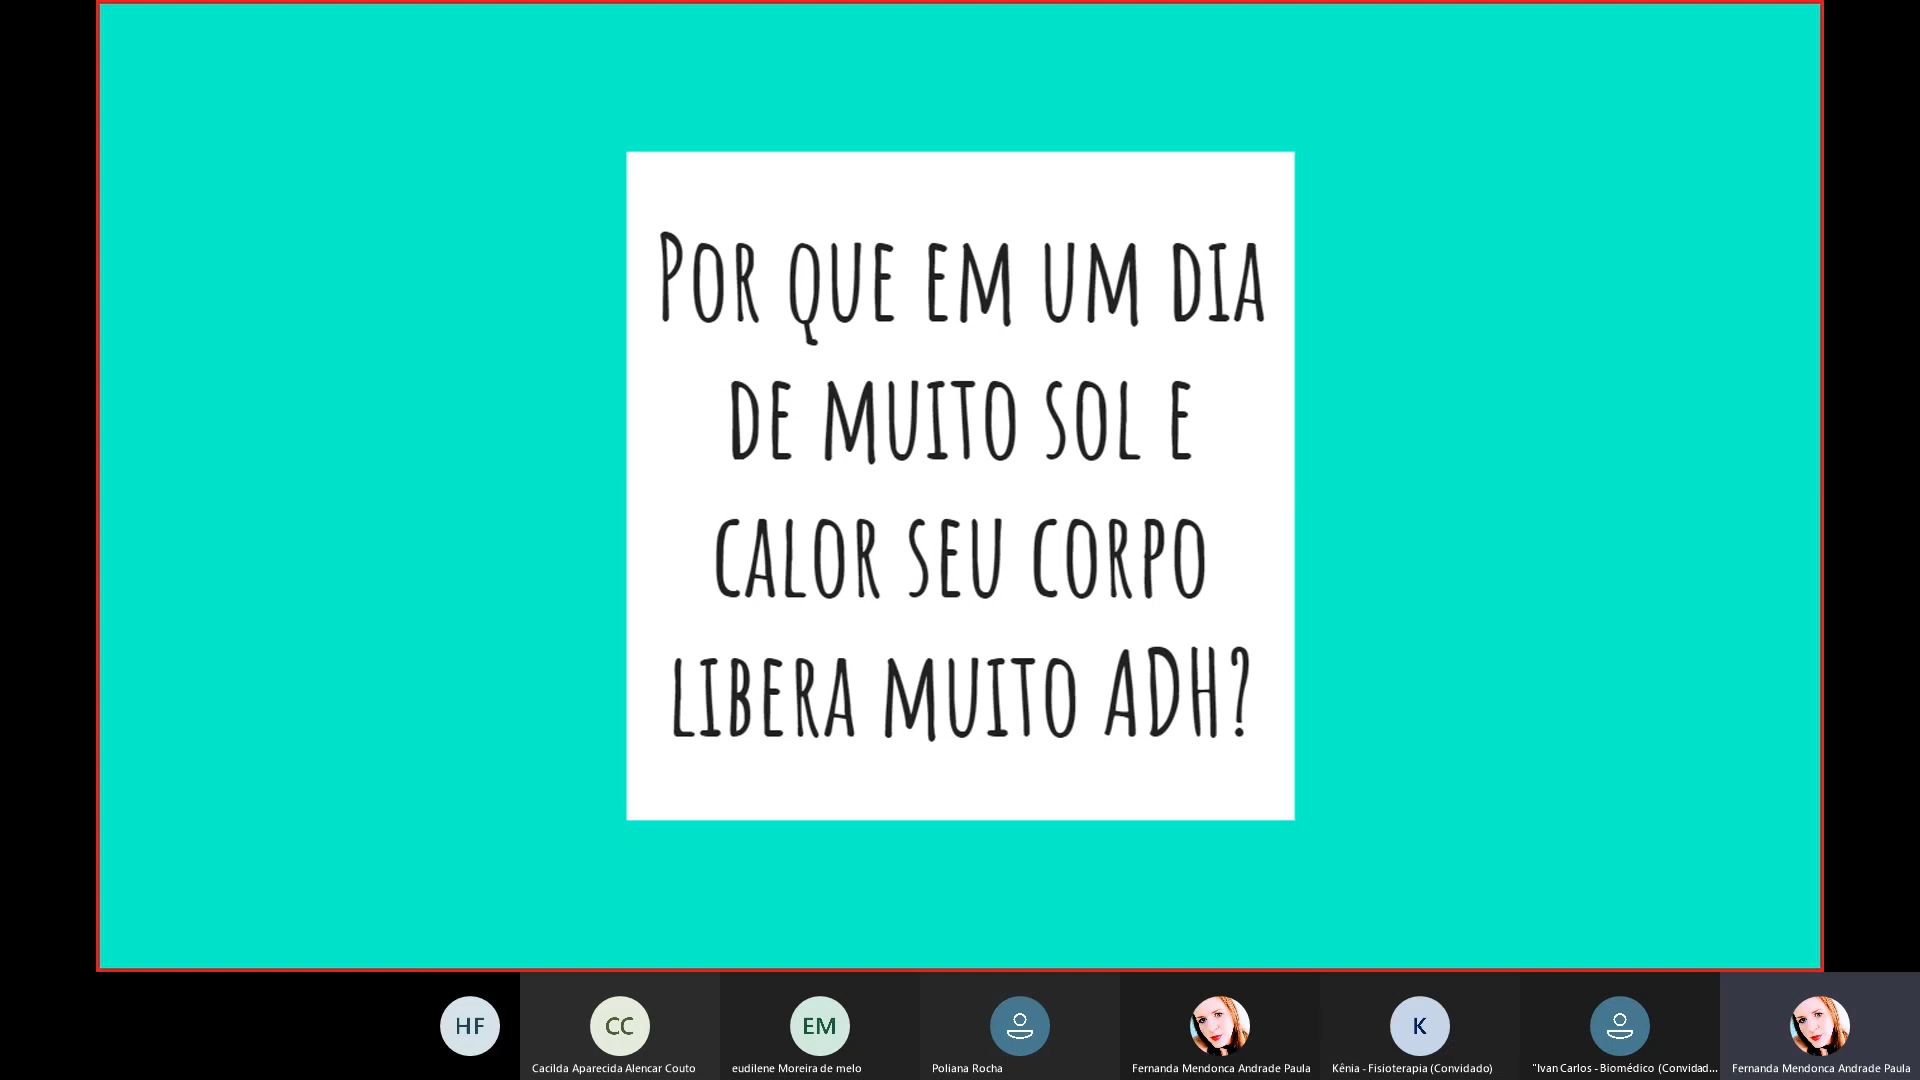 POR QUE EM UM DIA
DE MUITO SOL E
CALOR SEU CORPO
LIBERA MUITO ADH?
HF
CC
EM
K
Cacilda Aparecida Alencar Couto
eudilene Moreira de melo
Poliana Rocha
Fernanda Mendonca Andrade Paula
Kênia - Fisioterapia (Convidado)
"Ivan Carlos - Biomédico (Convidad...
Fernanda Mendonca Andrade Paula